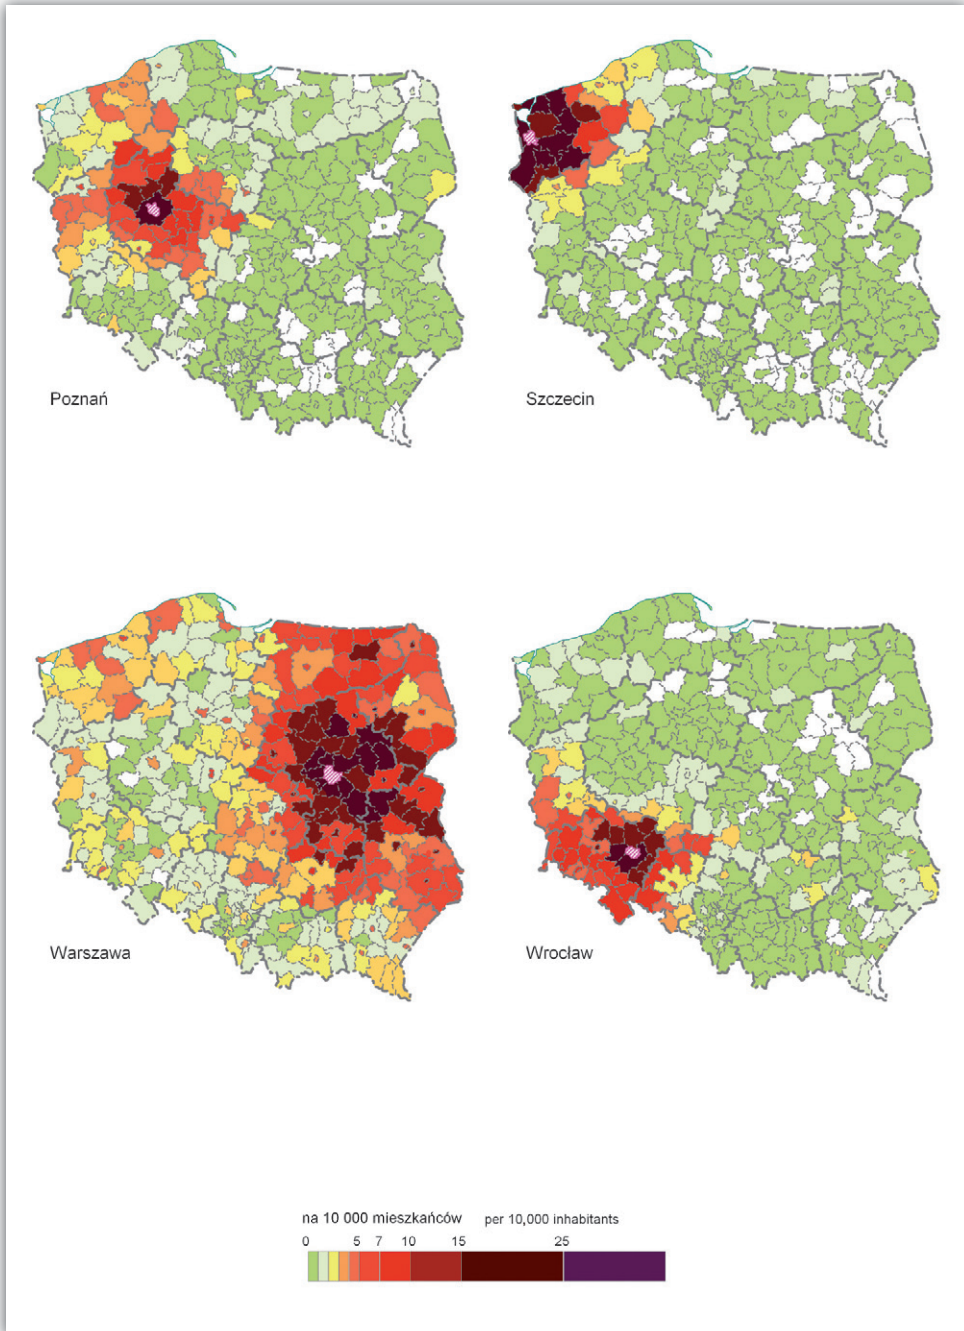 Poznań
Szczecin
Warszawa
Wrocław
na 10 000 mieszkańców per 10,000 inhabitants
0 5 7 10 15 25